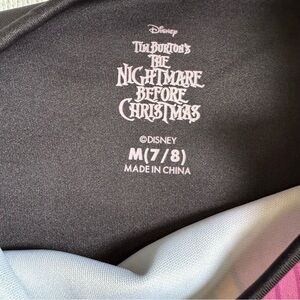 Disney
TIM BURTON'S
THE
NIGHTMARE
BEFORE
CHRISTMAS
©DISNEY
M(7/8)
MADE IN CHINA